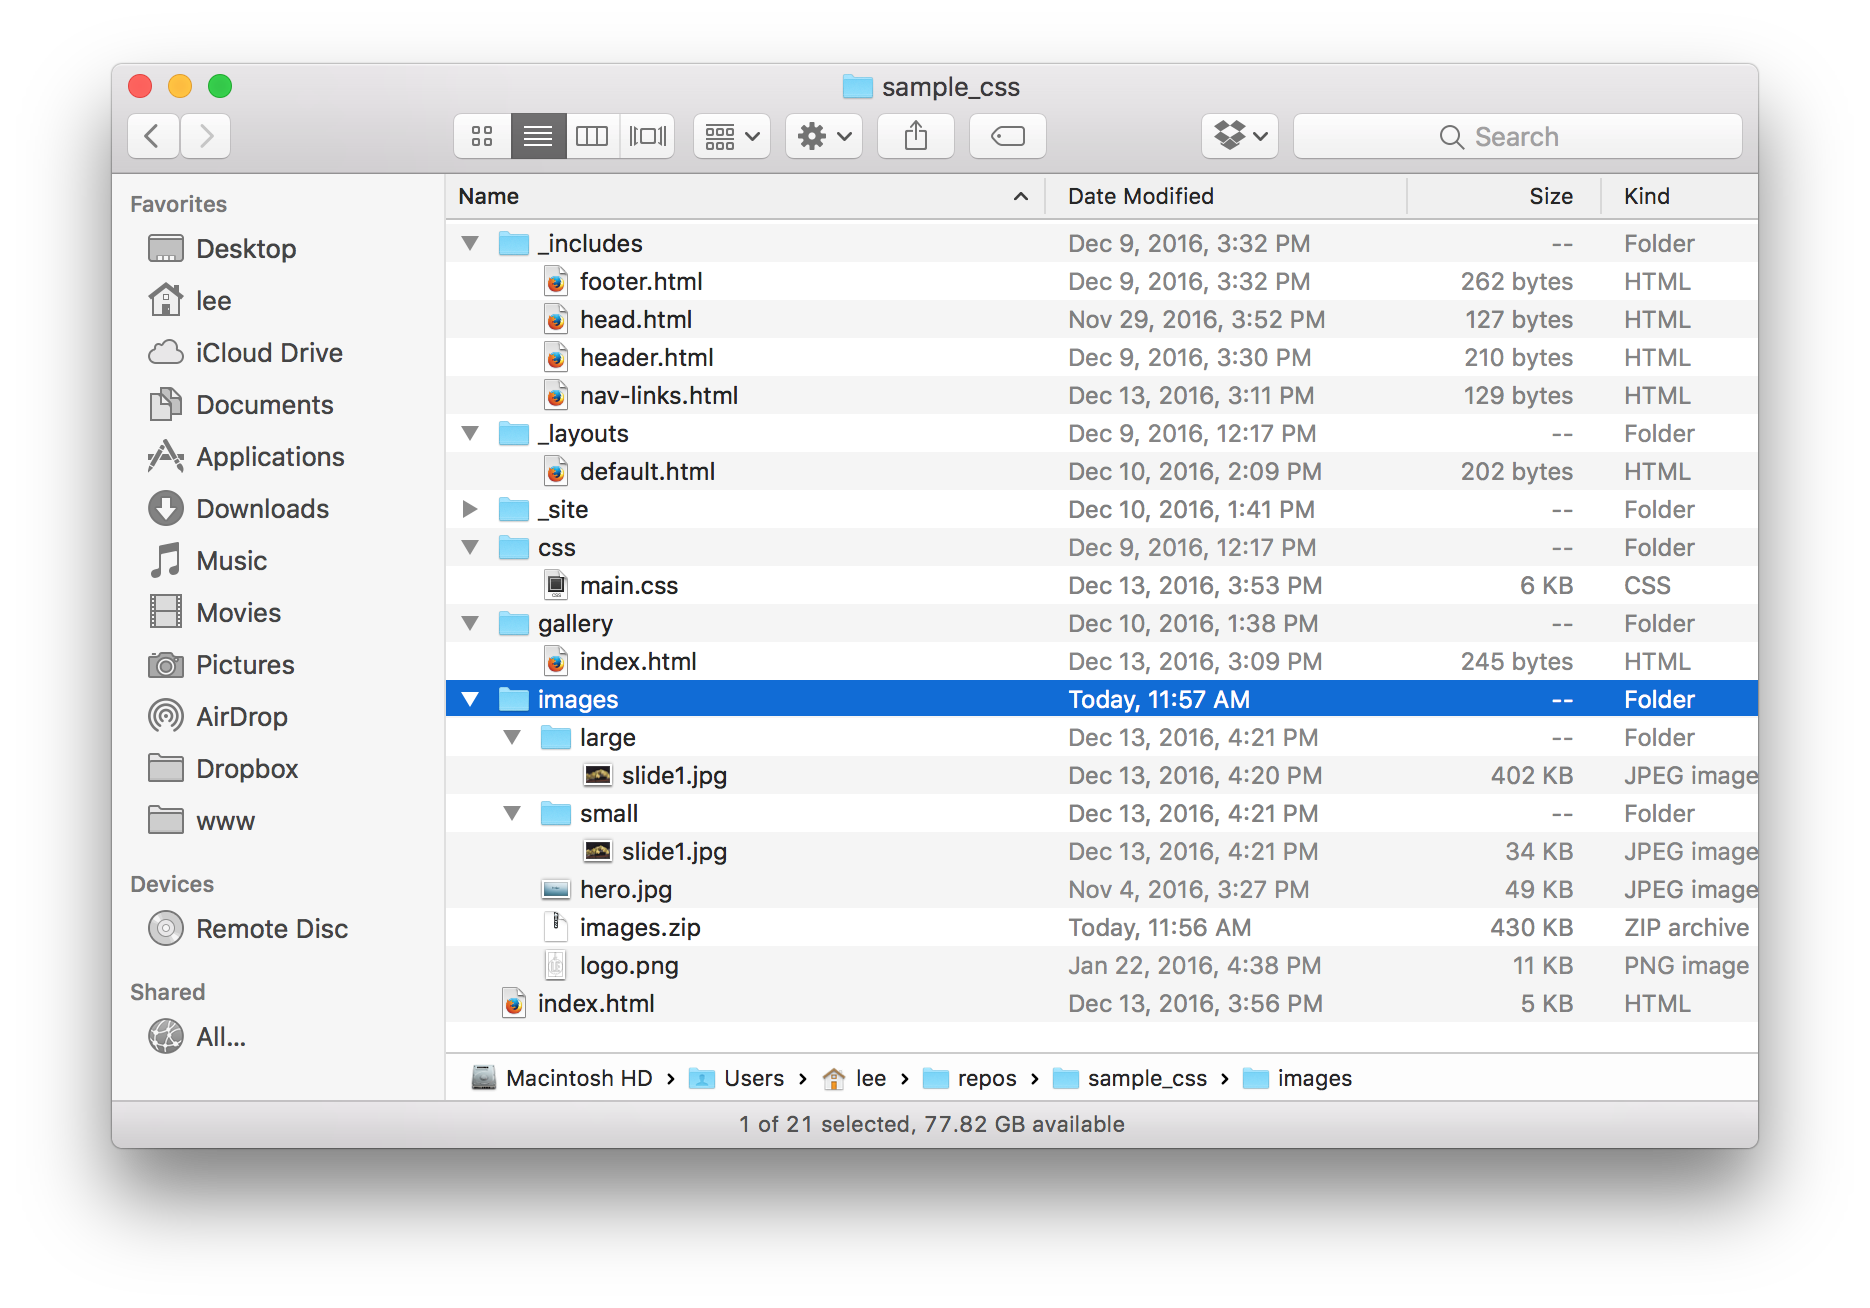 sample_css
Search
Favorites
Desktop
lee
iCloud Drive
Documents
Applications
Downloads
Music
Movies
Pictures
AirDrop
Dropbox
www
Devices
Remote Disc
Shared
All...
Name Date Modified Size Kind
_includes Dec 9, 2016, 3:32 PM -- Folder
footer.html Dec 9, 2016, 3:32 PM 262 bytes HTML
head.html Nov 29, 2016, 3:52 PM 127 bytes HTML
header.html Dec 9, 2016, 3:30 PM 210 bytes HTML
nav-links.html Dec 13, 2016, 3:11 PM 129 bytes HTML
_layouts Dec 9, 2016, 12:17 PM -- Folder
default.html Dec 10, 2016, 2:09 PM 202 bytes HTML
_site Dec 10, 2016, 1:41 PM -- Folder
css Dec 9, 2016, 12:17 PM -- Folder
main.css Dec 13, 2016, 3:53 PM 6 KB CSS
gallery Dec 10, 2016, 1:38 PM -- Folder
index.html Dec 13, 2016, 3:09 PM 245 bytes HTML
images Today, 11:57 AM -- Folder
large Dec 13, 2016, 4:21 PM -- Folder
slide1.jpg Dec 13, 2016, 4:20 PM 402 KB JPEG image
small Dec 13, 2016, 4:21 PM -- Folder
slide1.jpg Dec 13, 2016, 4:21 PM 34 KB JPEG image
hero.jpg Nov 4, 2016, 3:27 PM 49 KB JPEG image
images.zip Today, 11:56 AM 430 KB ZIP archive
logo.png Jan 22, 2016, 4:38 PM 11 KB PNG image
index.html Dec 13, 2016, 3:56 PM 5 KB HTML
Macintosh HD › Users › lee › repos › sample_css › images
1 of 21 selected, 77.82 GB available